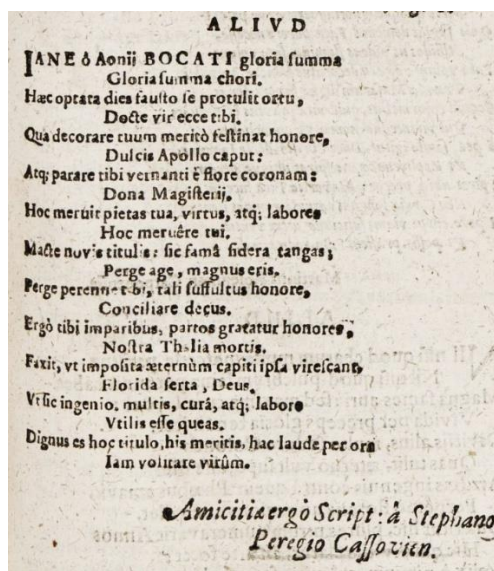 ALIVD
IANE ô Aonij BOCATI gloria summa
Gloria summa chori.
Hæc optata dies fausto se protulit ortu,
Docte vir ecce tibi.
Qua decorare tuum meritò festinat honore,
Dulcis Apollo caput:
Atq; parare tibi vernanti è flore coronam:
Dona Magisterij.
Hoc meruit pietas tua, virtus, atq; labores
Hoc meruêre tui.
Macte novis titulis: sic famâ sidera tangas;
Perge age, magnus eris.
Perge perenne tibi, tali suffultus honore,
Conciliare decus.
Ergò tibi imparibus, partos gratatur honores,
Nostra Thalia mortis.
Faxit, vt imposita æternùm capiti ipsa virescant,
Florida serta, Deus.
Vt sic ingenio, multis, curâ, atq; labore
Vtilis esse queas.
Dignus es hoc titulo, his meritis, hac laude per ora
Iam volitare virûm.
Amicitiæ ergò Script: à Stephano
Peregio Cassovien.